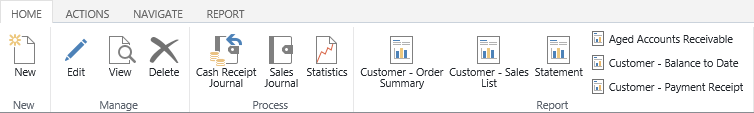 HOME ACTIONS NAVIGATE REPORT
New
Edit View Delete
Cash Receipt Journal
Sales Journal
Statistics
Customer - Order Summary
Customer - Sales List
Statement
Aged Accounts Receivable
Customer - Balance to Date
Customer - Payment Receipt
New Manage Process Report